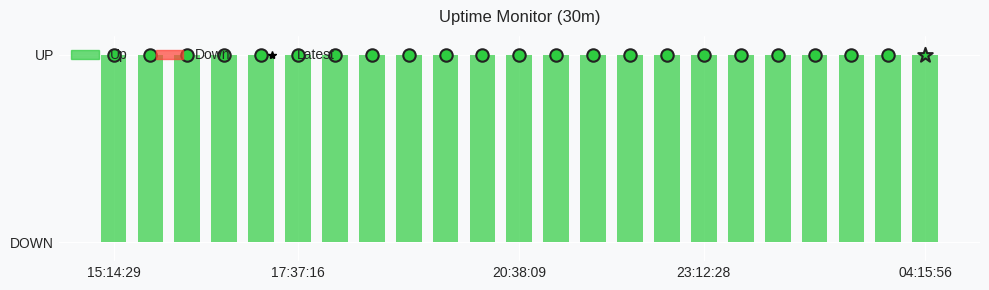 Uptime Monitor (30m)
UP
Up Down Latest
DOWN
15:14:29 17:37:16 20:38:09 23:12:28 04:15:56